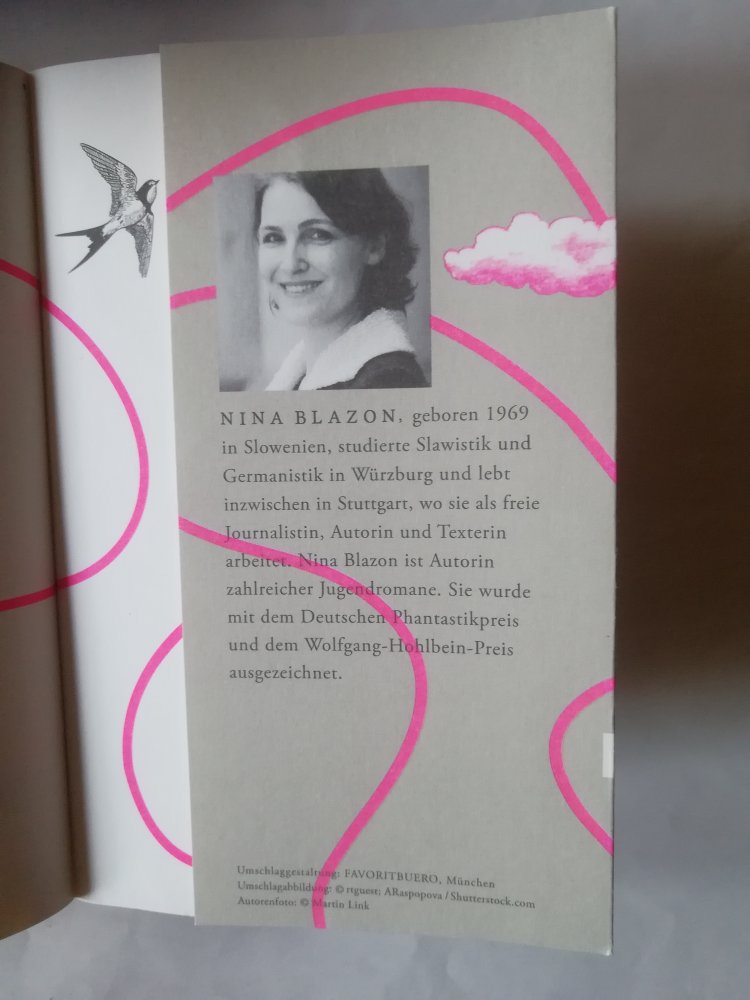 NINA BLAZON, geboren 1969
in Slowenien, studierte Slawistik und
Germanistik in Würzburg und lebt
inzwischen in Stuttgart, wo sie als freie
Journalistin, Autorin und Texterin
arbeitet. Nina Blazon ist Autorin
zahlreicher Jugendromane. Sie wurde
mit dem Deutschen Phantastikpreis
und dem Wolfgang-Hohlbein-Preis
ausgezeichnet.
Umschlaggestaltung: FAVORITBUERO, München
Umschlagabbildung: © rtguest; ARaspopova / Shutterstock.com
Autorenfoto: © Martin Link